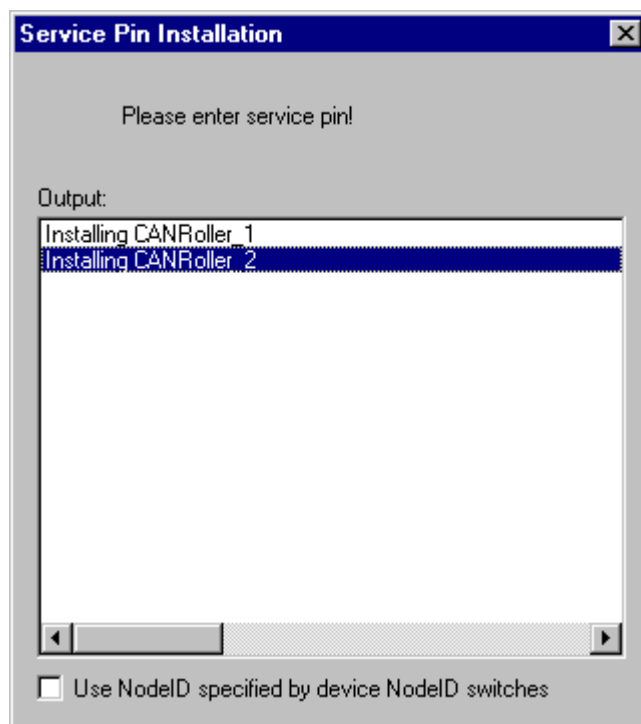 Service Pin Installation
Please enter service pin!
Output:
Installing CANRoller_1
Installing CANRoller_2
Use NodeID specified by device NodeID switches